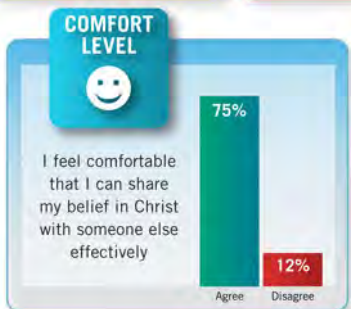 COMFORT
LEVEL
I feel comfortable
that I can share
my belief in Christ
with someone else
effectively
75%
12%
Agree
Disagree